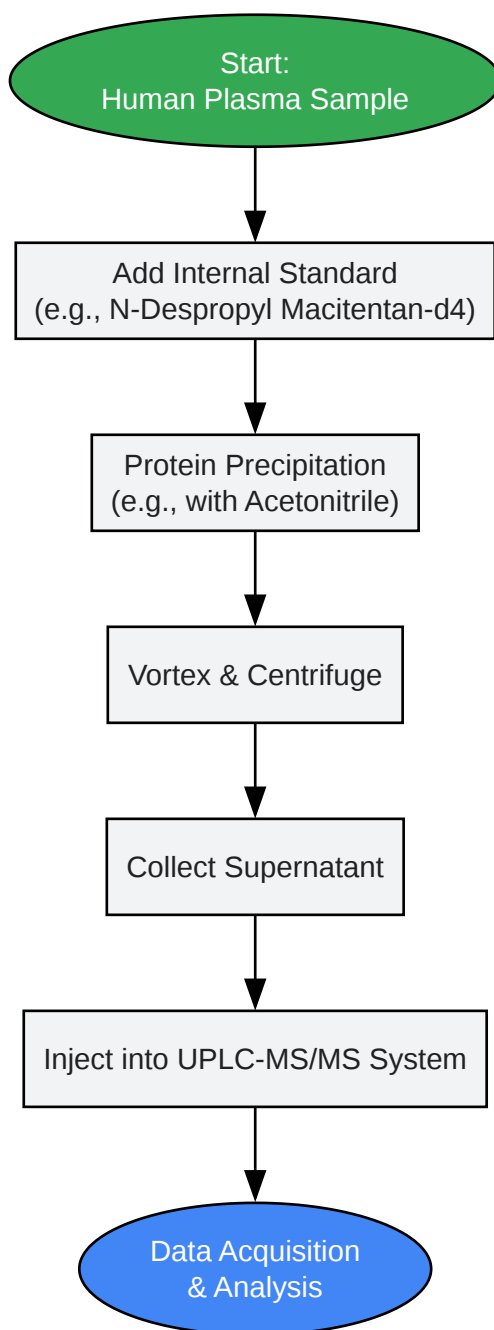 Start:
Human Plasma Sample
Add Internal Standard
(e.g., N-Despropyl Macitentan-d4)
Protein Precipitation
(e.g., with Acetonitrile)
Vortex & Centrifuge
Collect Supernatant
Inject into UPLC-MS/MS System
Data Acquisition
& Analysis